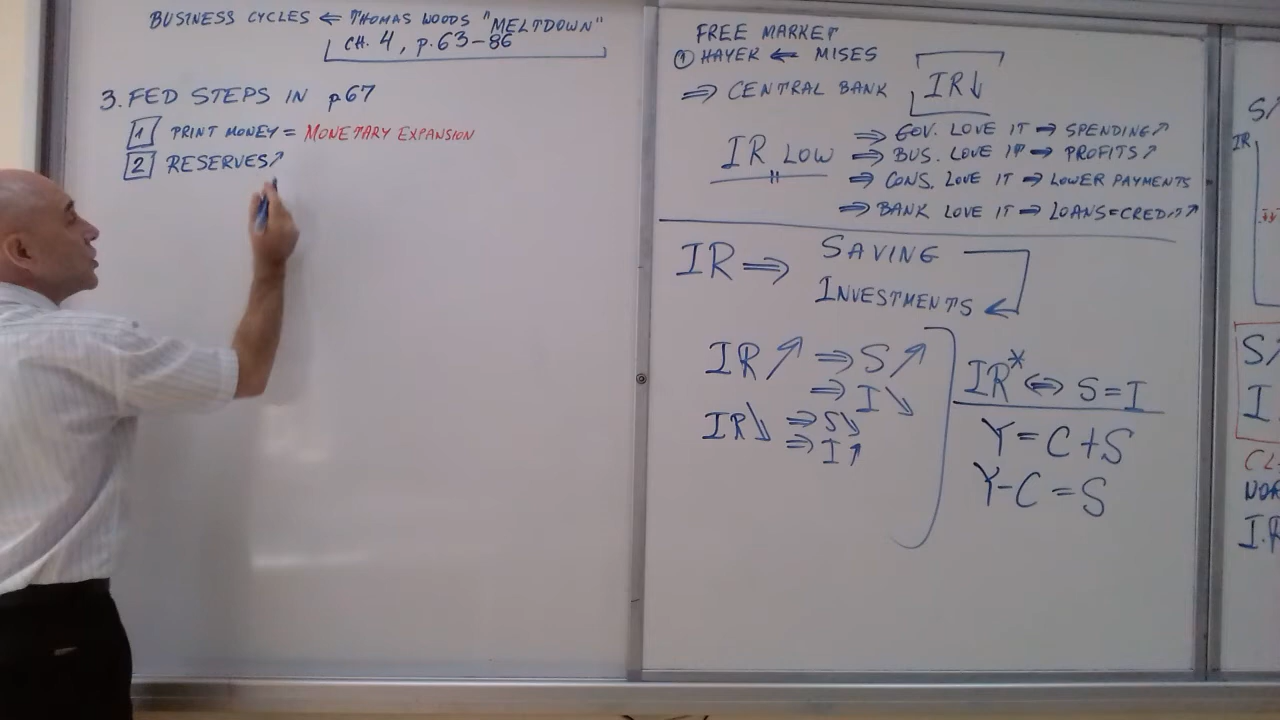 BUSINESS CYCLES ⇐ THOMAS WOODS "MELTDOWN"
CH. 4, p. 63-86
3. FED STEPS IN p67
1 PRINT MONEY = MONETARY EXPANSION
2 RESERVES↗
FREE MARKET
① HAYEK ⇐ MISES
⇒ CENTRAL BANK IR↓
IR LOW
⇒ GOV. LOVE IT → SPENDING↗
⇒ BUS. LOVE IT → PROFITS↗
⇒ CONS. LOVE IT → LOWER PAYMENTS
⇒ BANK LOVE IT → LOANS=CREDIT↗
IR ⇒ SAVING
INVESTMENTS
IR↗ ⇒ S↗
⇒ I↘
IR↘ ⇒ S↘
⇒ I↗
IR* ⇔ S=I
Y=C+S
Y-C=S
S/
IR
S/
I
CL
NOR
I.R